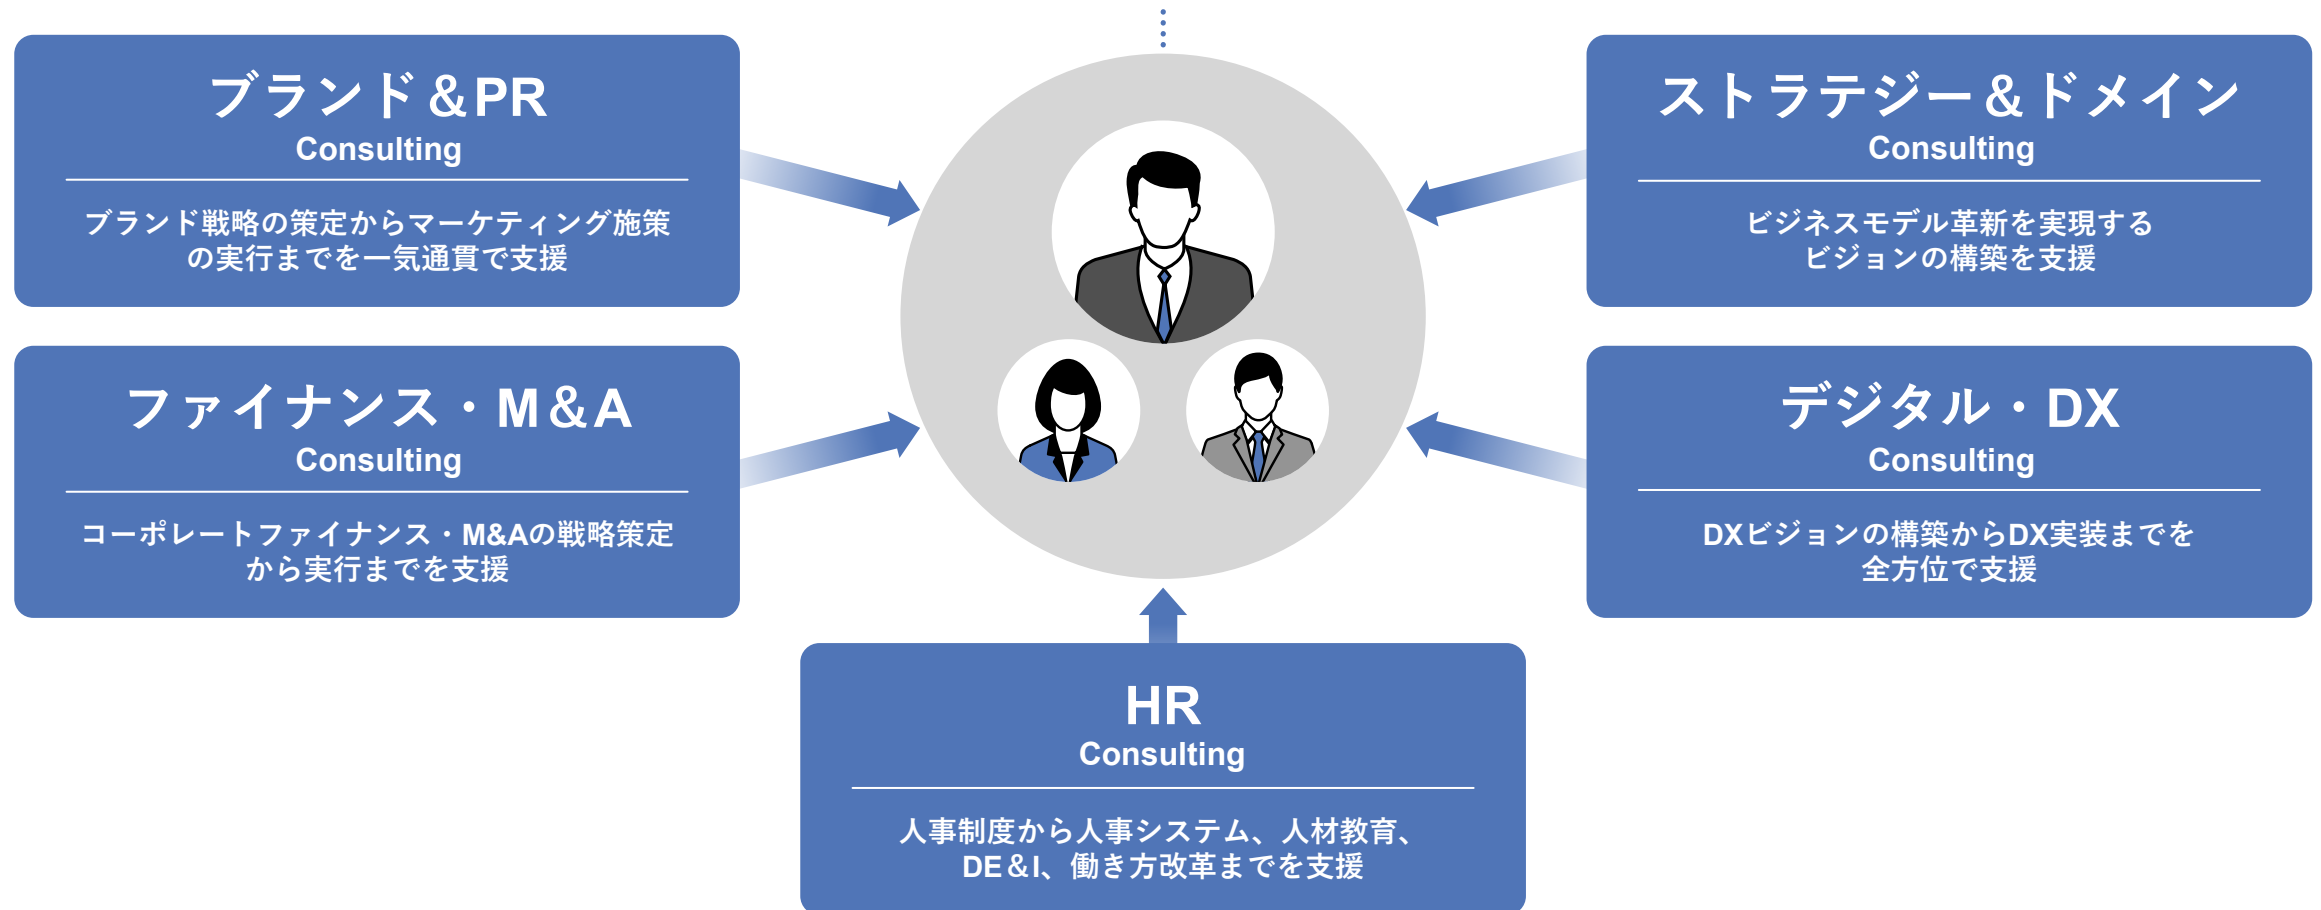 ブランド＆PR
Consulting
ブランド戦略の策定からマーケティング施策
の実行までを一気通貫で支援
ストラテジー＆ドメイン
Consulting
ビジネスモデル革新を実現する
ビジョンの構築を支援
ファイナンス・M＆A
Consulting
コーポレートファイナンス・M&Aの戦略策定
から実行までを支援
デジタル・DX
Consulting
DXビジョンの構築からDX実装までを
全方位で支援
HR
Consulting
人事制度から人事システム、人材教育、
DE＆I、働き方改革までを支援